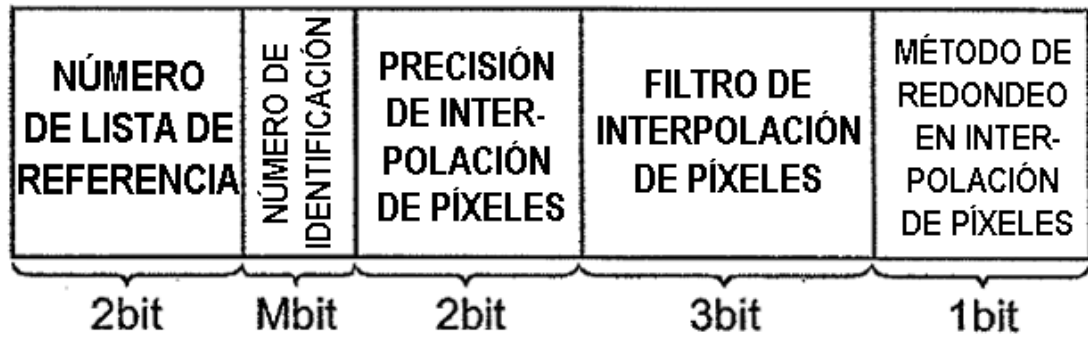 NÚMERO
DE LISTA DE
REFERENCIA
NÚMERO DE
IDENTIFICACIÓN
PRECISIÓN
DE INTER-
POLACIÓN
DE PÍXELES
FILTRO DE
INTERPOLACIÓN
DE PÍXELES
MÉTODO DE
REDONDEO
EN INTER-
POLACIÓN
DE PÍXELES
2bit
Mbit
2bit
3bit
1bit